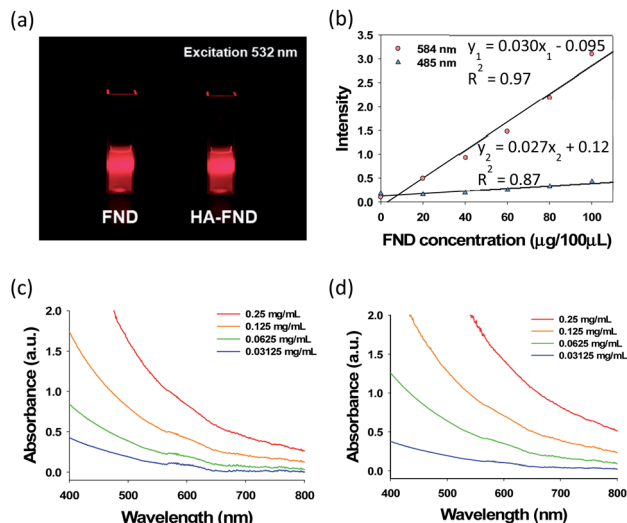 (a)
Excitation 532 nm
FND
HA-FND
(b)
Intensity
3.5
3.0
2.5
2.0
1.5
1.0
0.5
0.0
584 nm
485 nm
y1 = 0.030x1 - 0.095
R2 = 0.97
y2 = 0.027x2 + 0.12
R2 = 0.87
0 20 40 60 80 100
FND concentration (μg/100μL)
(c)
Absorbance (a.u.)
2.0
1.5
1.0
0.5
0.0
0.25 mg/mL
0.125 mg/mL
0.0625 mg/mL
0.03125 mg/mL
400 500 600 700 800
Wavelength (nm)
(d)
Absorbance (a.u.)
2.0
1.5
1.0
0.5
0.0
0.25 mg/mL
0.125 mg/mL
0.0625 mg/mL
0.03125 mg/mL
400 500 600 700 800
Wavelength (nm)